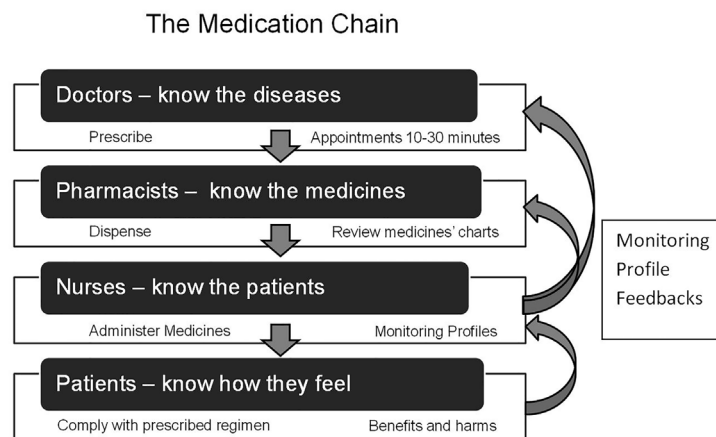 The Medication Chain
Doctors – know the diseases
Prescribe Appointments 10-30 minutes
Pharmacists – know the medicines
Dispense Review medicines’ charts
Nurses – know the patients
Administer Medicines Monitoring Profiles
Patients – know how they feel
Comply with prescribed regimen Benefits and harms
Monitoring
Profile
Feedbacks